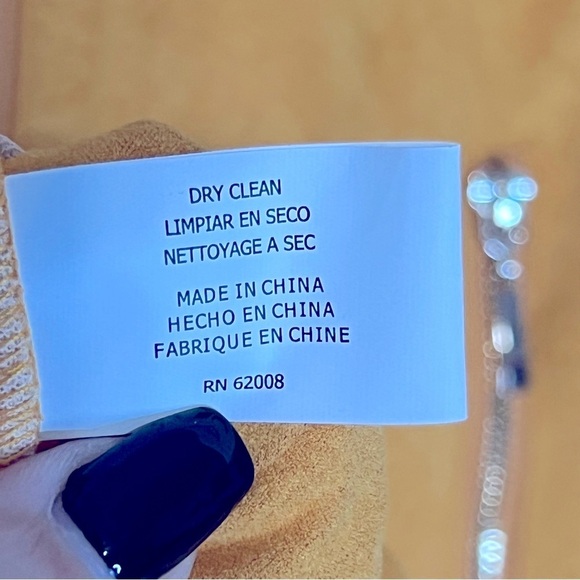 DRY CLEAN
LIMPIAR EN SECO
NETTOYAGE A SEC
MADE IN CHINA
HECHO EN CHINA
FABRIQUE EN CHINE
RN 62008